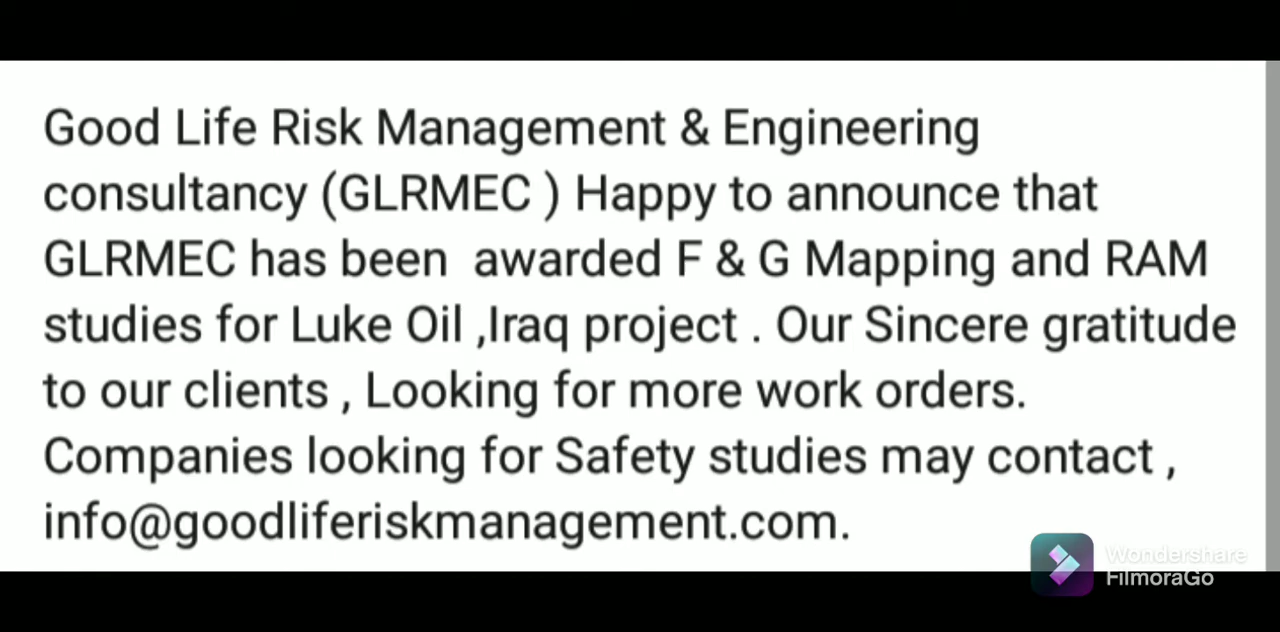 Good Life Risk Management & Engineering
consultancy (GLRMEC ) Happy to announce that
GLRMEC has been  awarded F & G Mapping and RAM
studies for Luke Oil ,Iraq project . Our Sincere gratitude
to our clients , Looking for more work orders.
Companies looking for Safety studies may contact ,
info@goodliferiskmanagement.com.
Wondershare
FilmoraGo